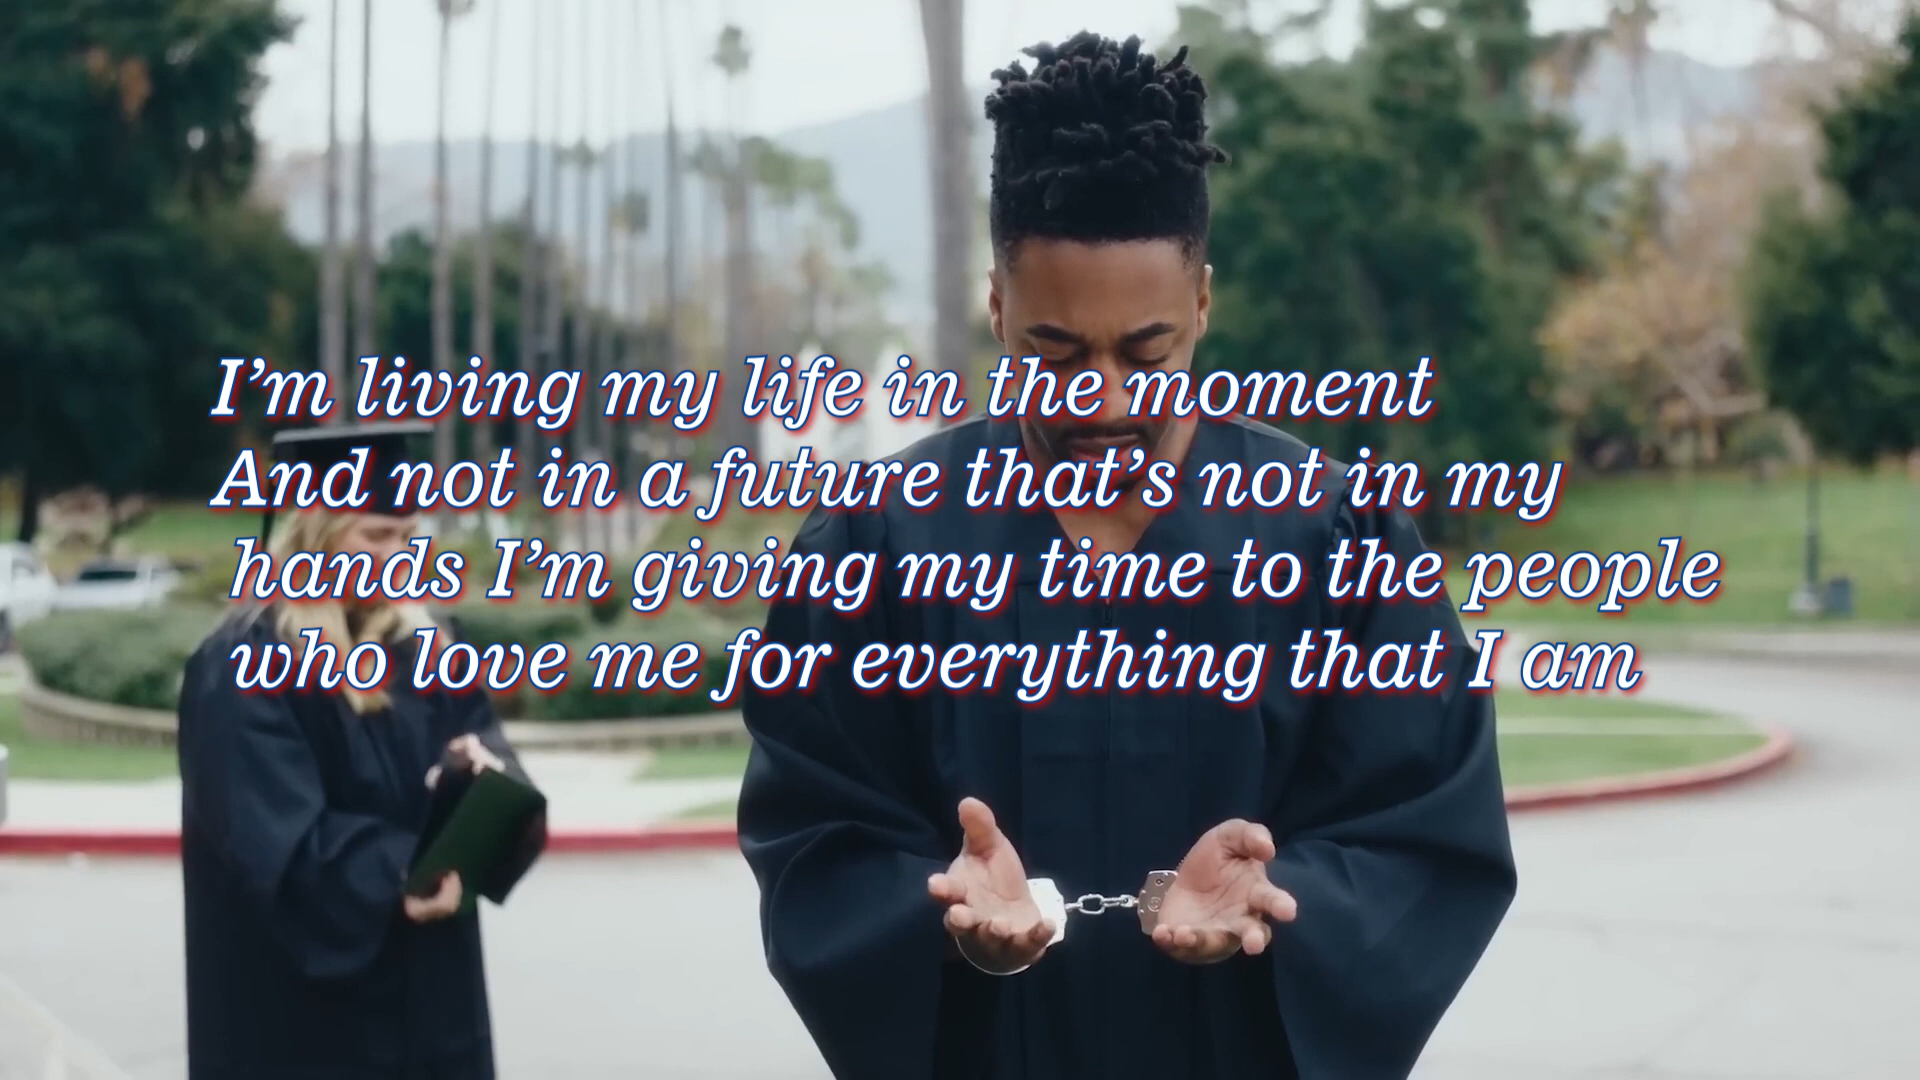 I’m living my life in the moment
And not in a future that’s not in my
hands I’m giving my time to the people
who love me for everything that I am